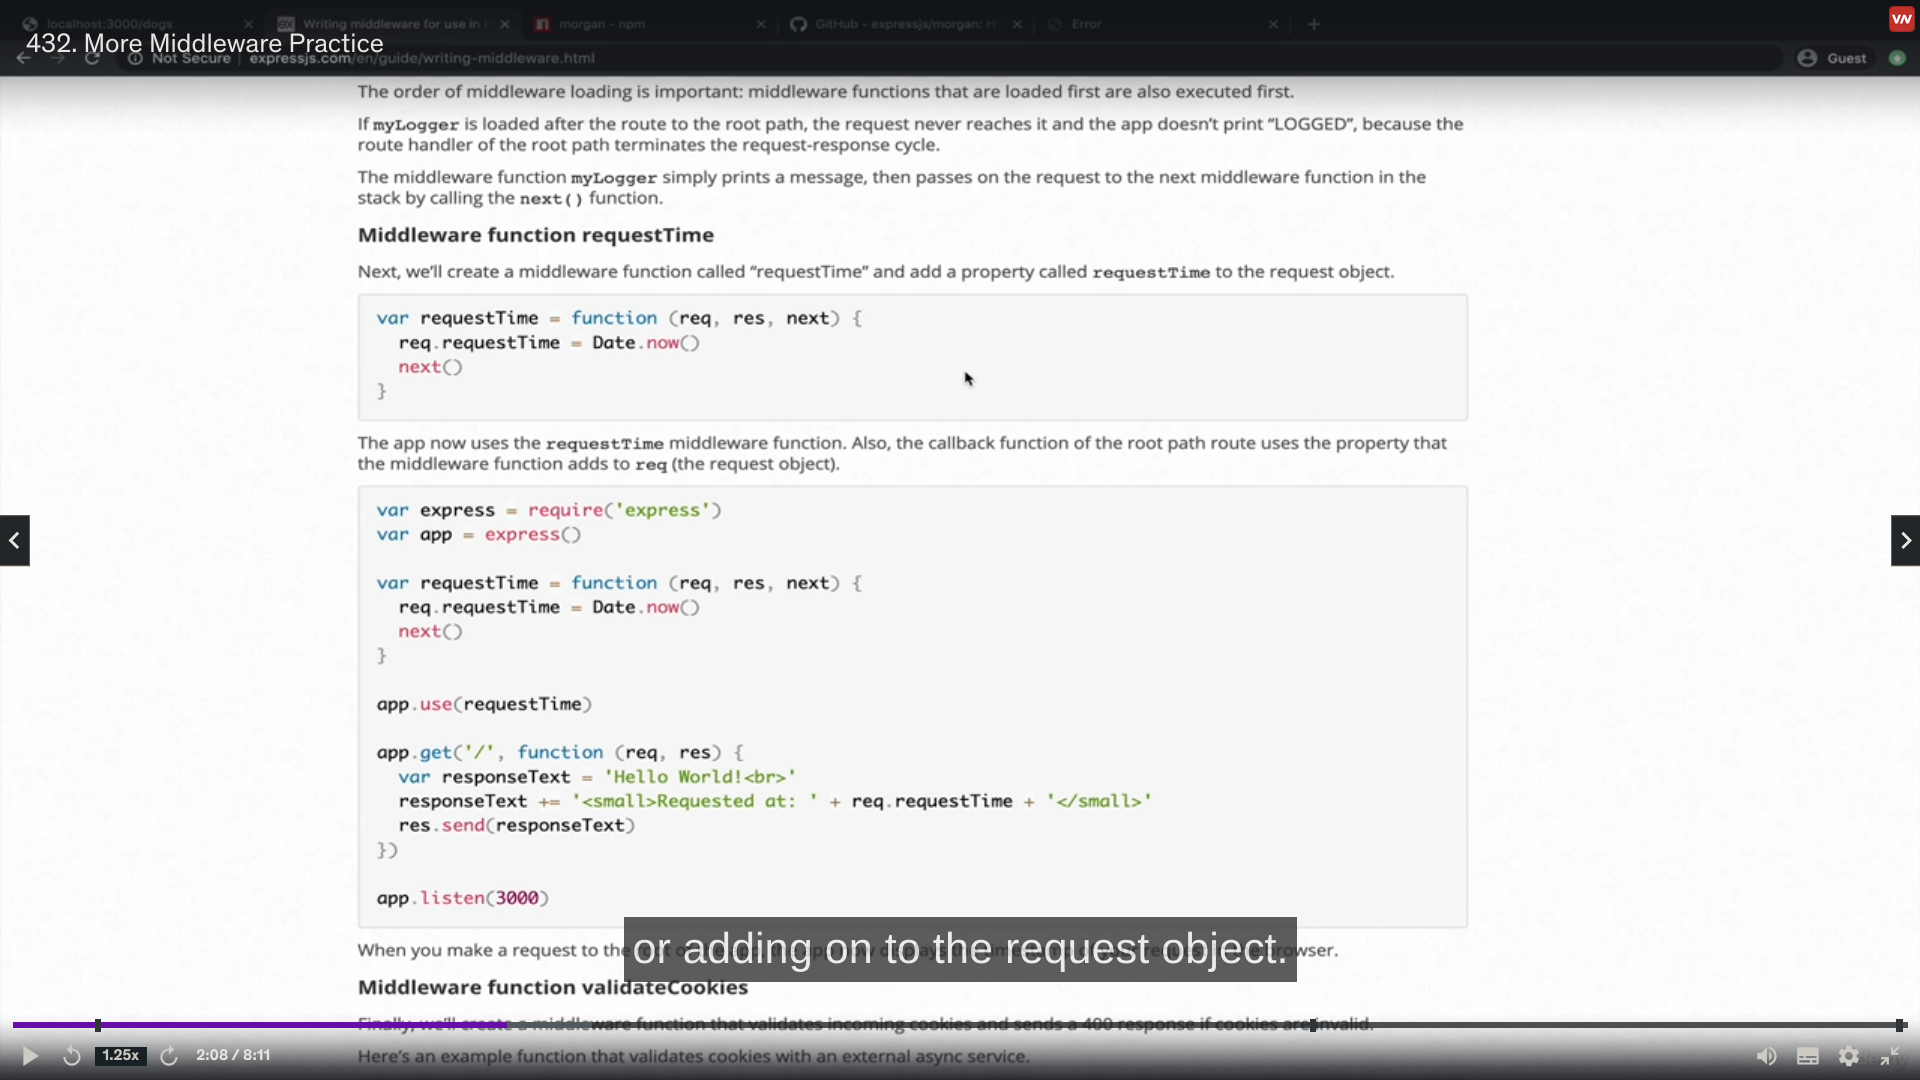 localhost:3000/dogs
Writing middleware for use in
morgan - npm
GitHub - expressjs/morgan: H
Error
432. More Middleware Practice
Not Secure
expressjs.com/en/guide/writing-middleware.html
Guest
The order of middleware loading is important: middleware functions that are loaded first are also executed first.
If myLogger is loaded after the route to the root path, the request never reaches it and the app doesn't print “LOGGED”, because the
route handler of the root path terminates the request-response cycle.
The middleware function myLogger simply prints a message, then passes on the request to the next middleware function in the
stack by calling the next() function.
Middleware function requestTime
Next, we'll create a middleware function called “requestTime” and add a property called requestTime to the request object.
var requestTime = function (req, res, next) {
  req.requestTime = Date.now()
  next()
}
The app now uses the requestTime middleware function. Also, the callback function of the root path route uses the property that
the middleware function adds to req (the request object).
var express = require('express')
var app = express()
var requestTime = function (req, res, next) {
  req.requestTime = Date.now()
  next()
}
app.use(requestTime)
app.get('/', function (req, res) {
  var responseText = 'Hello World!<br>'
  responseText += '<small>Requested at: ' + req.requestTime + '</small>'
  res.send(responseText)
})
app.listen(3000)
When you make a request to the
or adding on to the request object.
Middleware function validateCookies
Finally, we'll create a middleware function that validates incoming cookies and sends a 400 response if cookies are invalid.
1.25x
2:08 / 8:11
Here's an example function that validates cookies with an external async service.